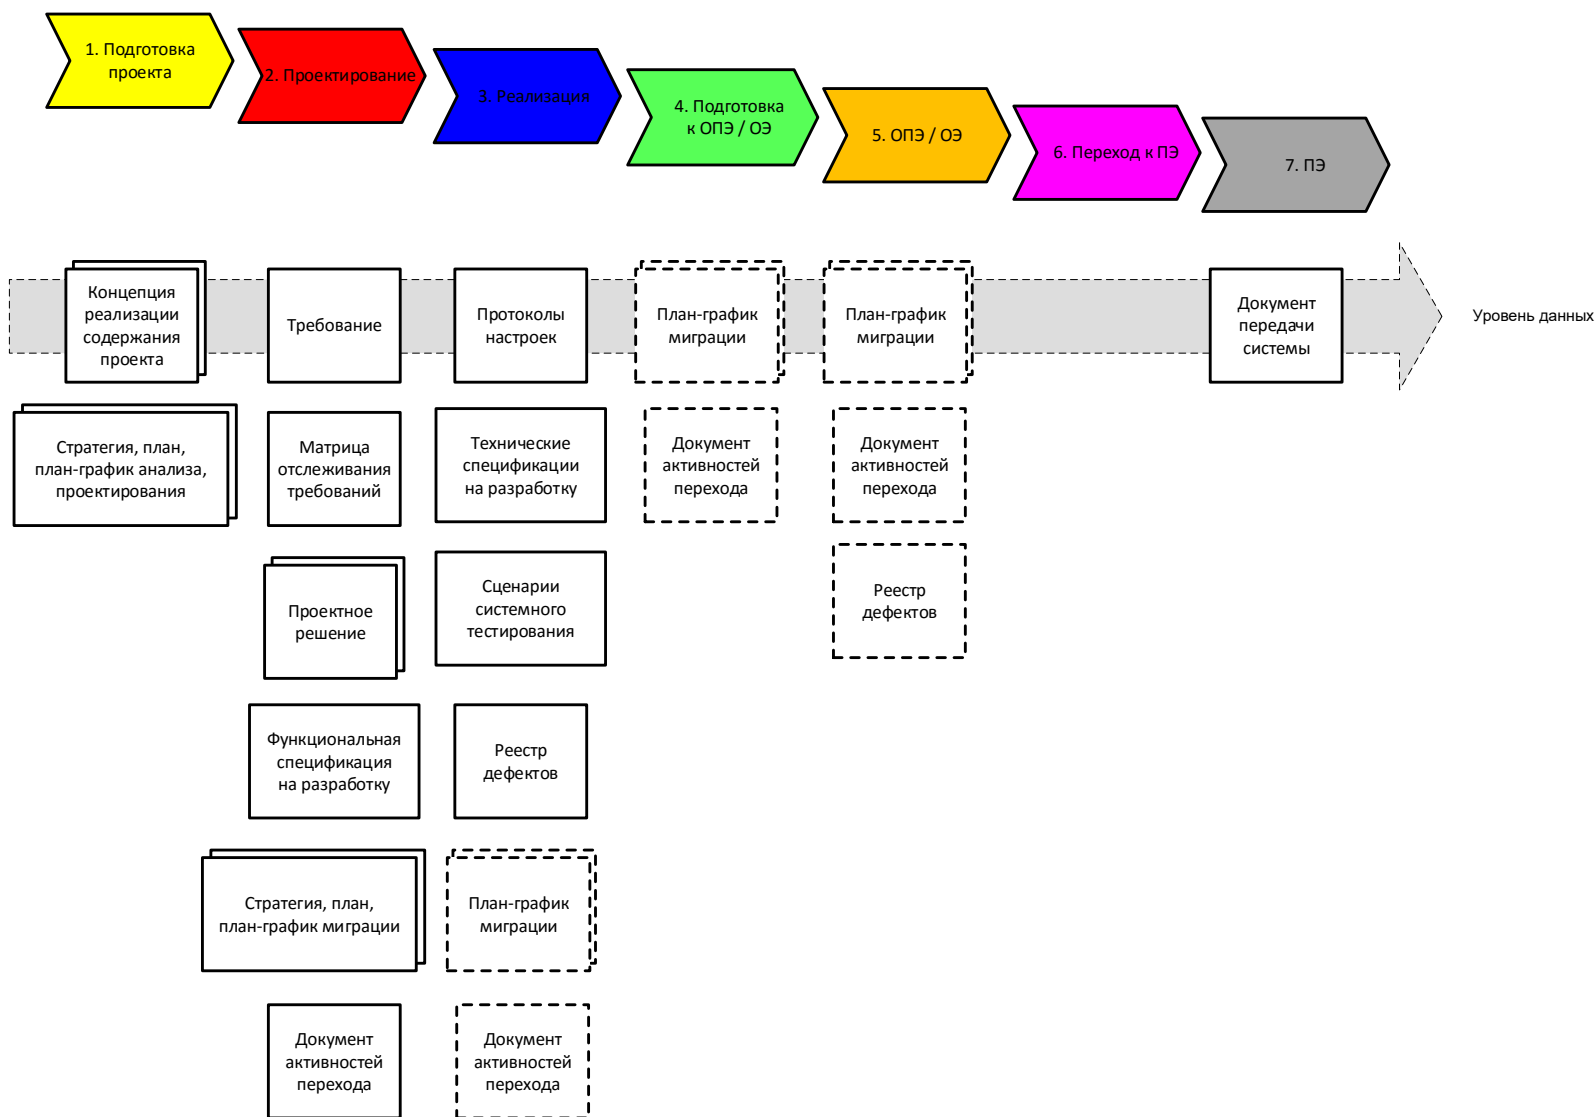 1. Подготовка
проекта
2. Проектирование
3. Реализация
4. Подготовка
к ОПЭ / ОЭ
5. ОПЭ / ОЭ
6. Переход к ПЭ
7. ПЭ
Концепция
реализации
содержания
проекта
Требование
Протоколы
настроек
План-график
миграции
План-график
миграции
Документ
передачи
системы
Уровень данных
Стратегия, план,
план-график анализа,
проектирования
Матрица
отслеживания
требований
Технические
спецификации
на разработку
Документ
активностей
перехода
Документ
активностей
перехода
Проектное
решение
Сценарии
системного
тестирования
Реестр
дефектов
Функциональная
спецификация
на разработку
Реестр
дефектов
Стратегия, план,
план-график миграции
План-график
миграции
Документ
активностей
перехода
Документ
активностей
перехода